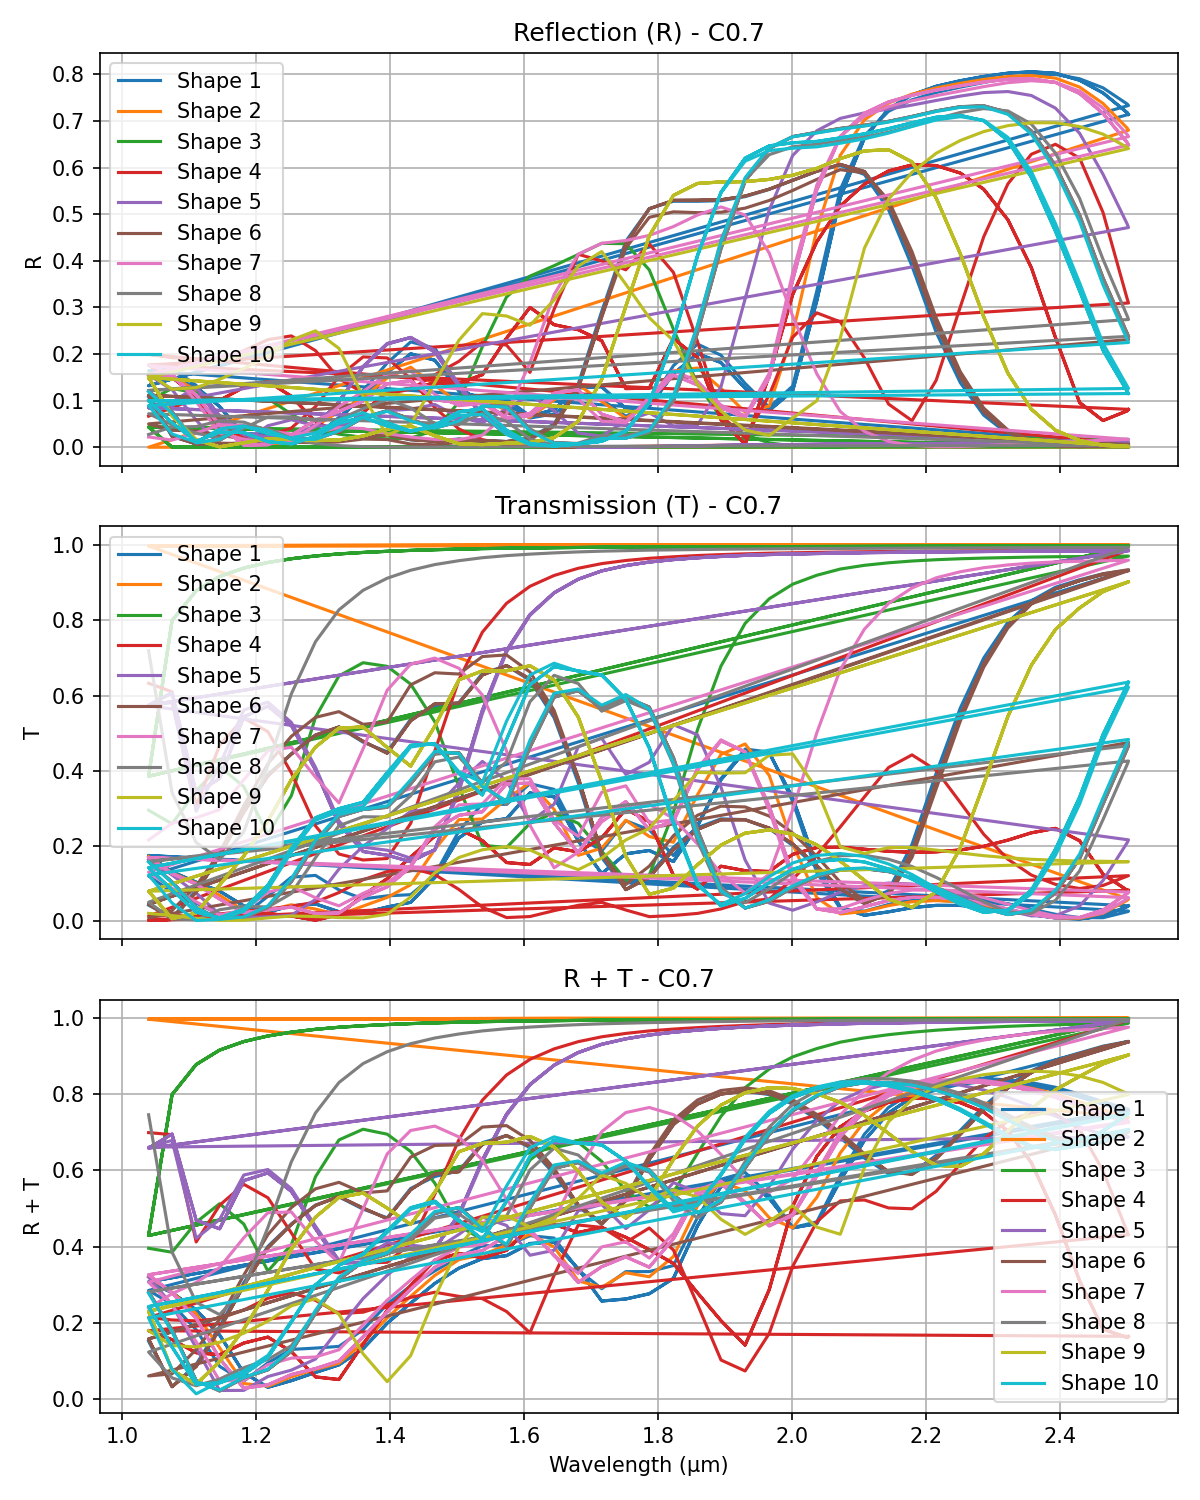 Reflection (R) - C0.7
R
0.8
0.7
0.6
0.5
0.4
0.3
0.2
0.1
0.0
Shape 1
Shape 2
Shape 3
Shape 4
Shape 5
Shape 6
Shape 7
Shape 8
Shape 9
Shape 10
Transmission (T) - C0.7
T
1.0
0.8
0.6
0.4
0.2
0.0
Shape 1
Shape 2
Shape 3
Shape 4
Shape 5
Shape 6
Shape 7
Shape 8
Shape 9
Shape 10
R + T - C0.7
R + T
1.0
0.8
0.6
0.4
0.2
0.0
Shape 1
Shape 2
Shape 3
Shape 4
Shape 5
Shape 6
Shape 7
Shape 8
Shape 9
Shape 10
1.0 1.2 1.4 1.6 1.8 2.0 2.2 2.4
Wavelength (μm)